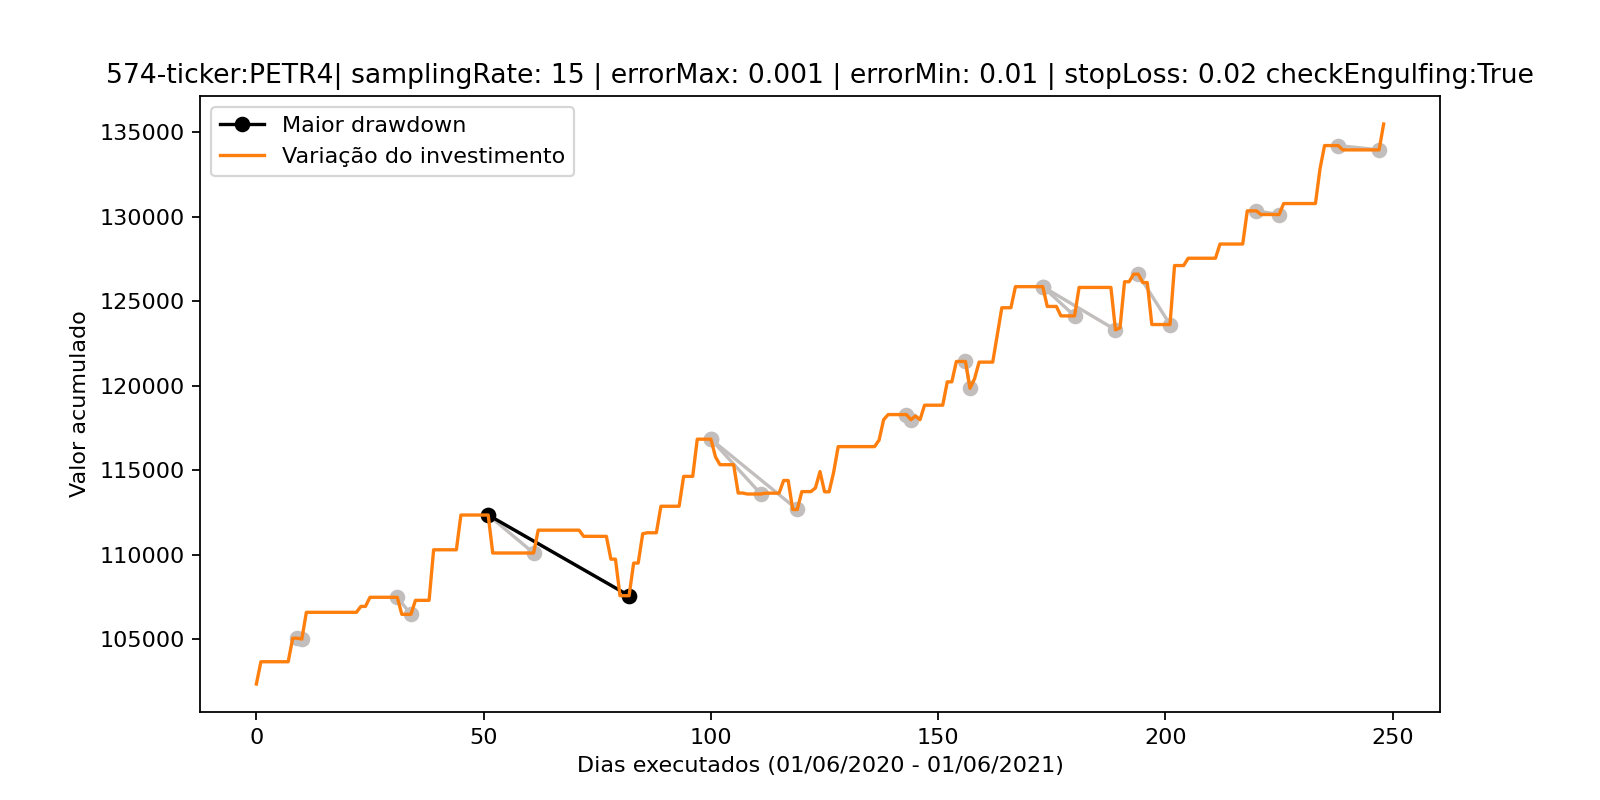 574-ticker:PETR4| samplingRate: 15 | errorMax: 0.001 | errorMin: 0.01 | stopLoss: 0.02 checkEngulfing:True
Maior drawdown
Variação do investimento
135000
130000
125000
120000
115000
110000
105000
Valor acumulado
0 50 100 150 200 250
Dias executados (01/06/2020 - 01/06/2021)